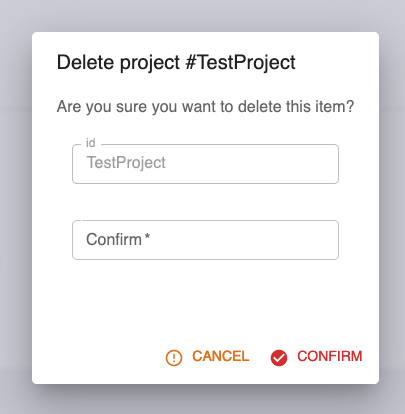 Delete project #TestProject
Are you sure you want to delete this item?
id
TestProject
Confirm *
CANCEL CONFIRM